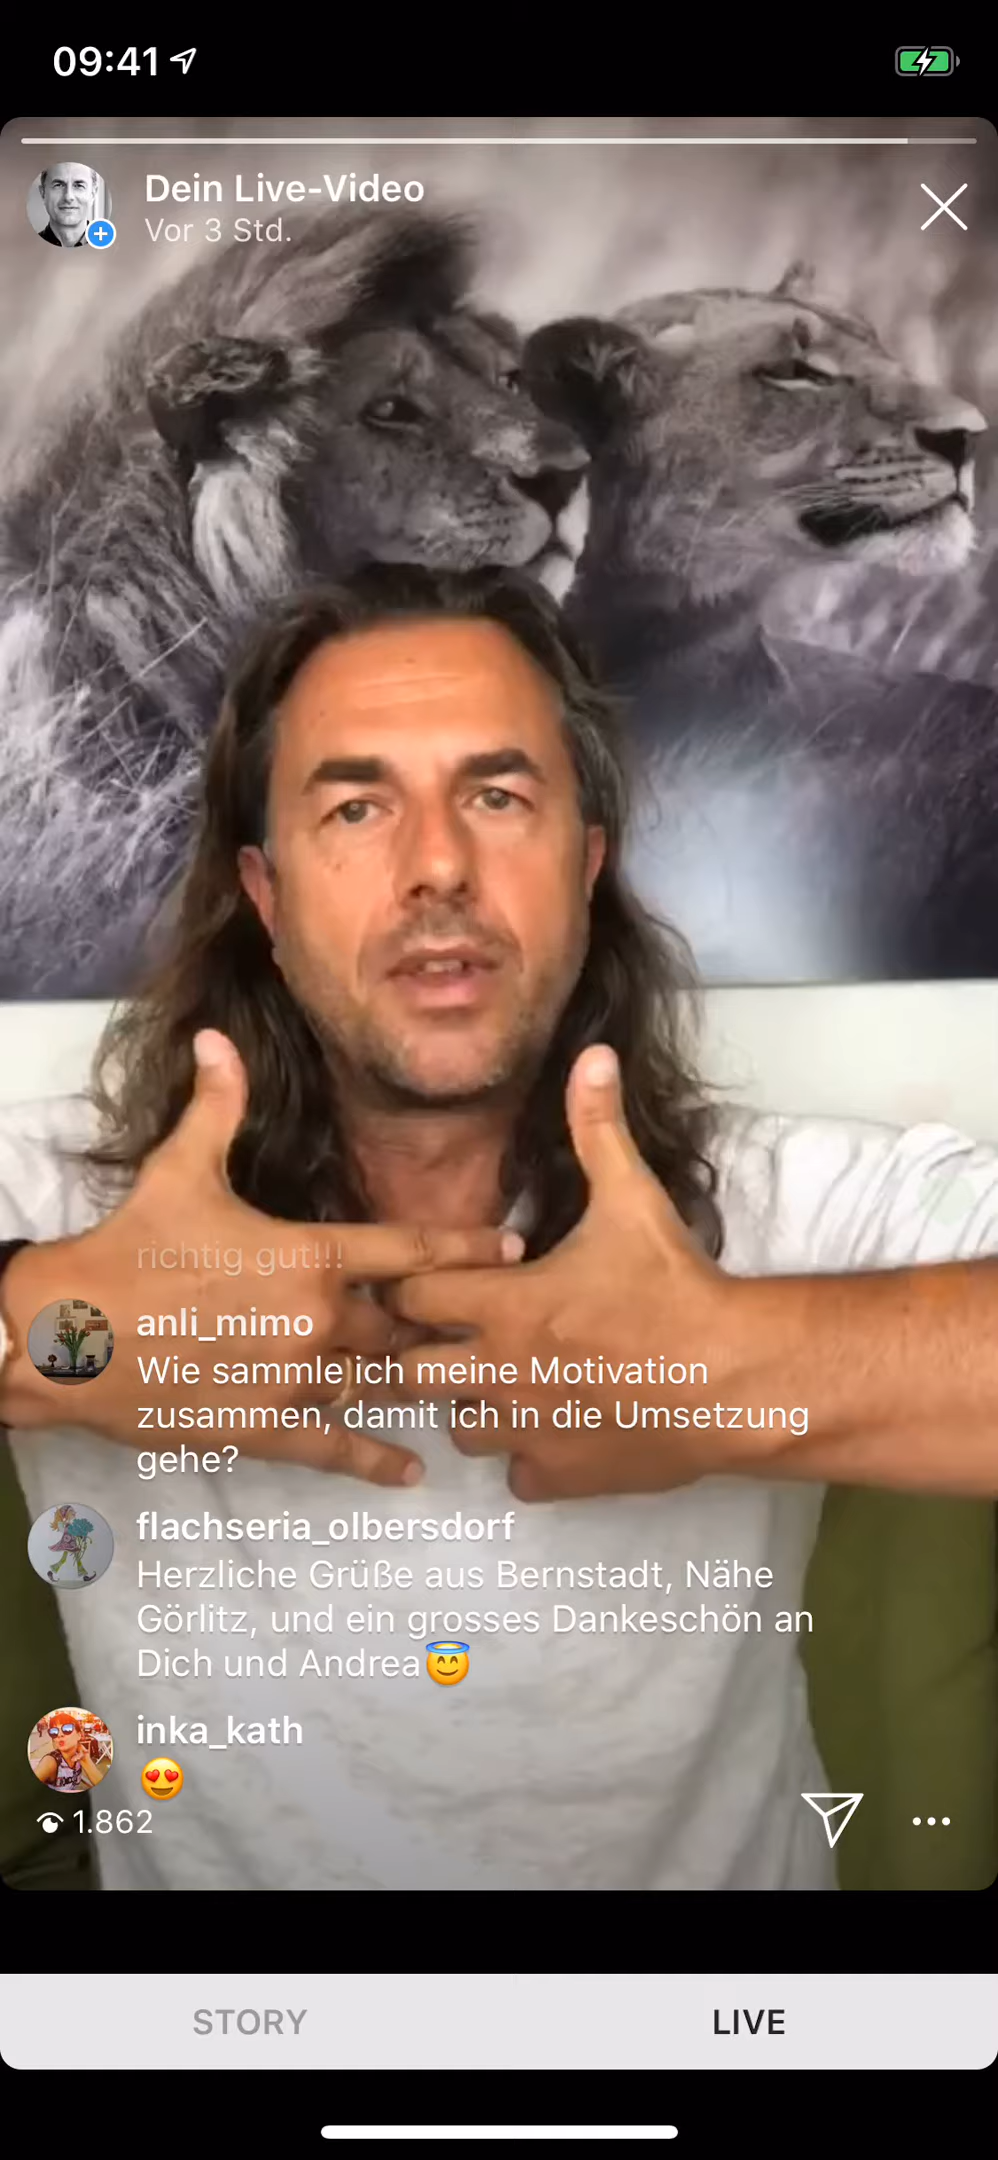 09:41
Dein Live-Video
Vor 3 Std.
richtig gut!!!
anli_mimo
Wie sammle ich meine Motivation
zusammen, damit ich in die Umsetzung
gehe?
flachseria_olbersdorf
Herzliche Grüße aus Bernstadt, Nähe
Görlitz, und ein grosses Dankeschön an
Dich und Andrea😇
inka_kath
😍
1.862
STORY
LIVE